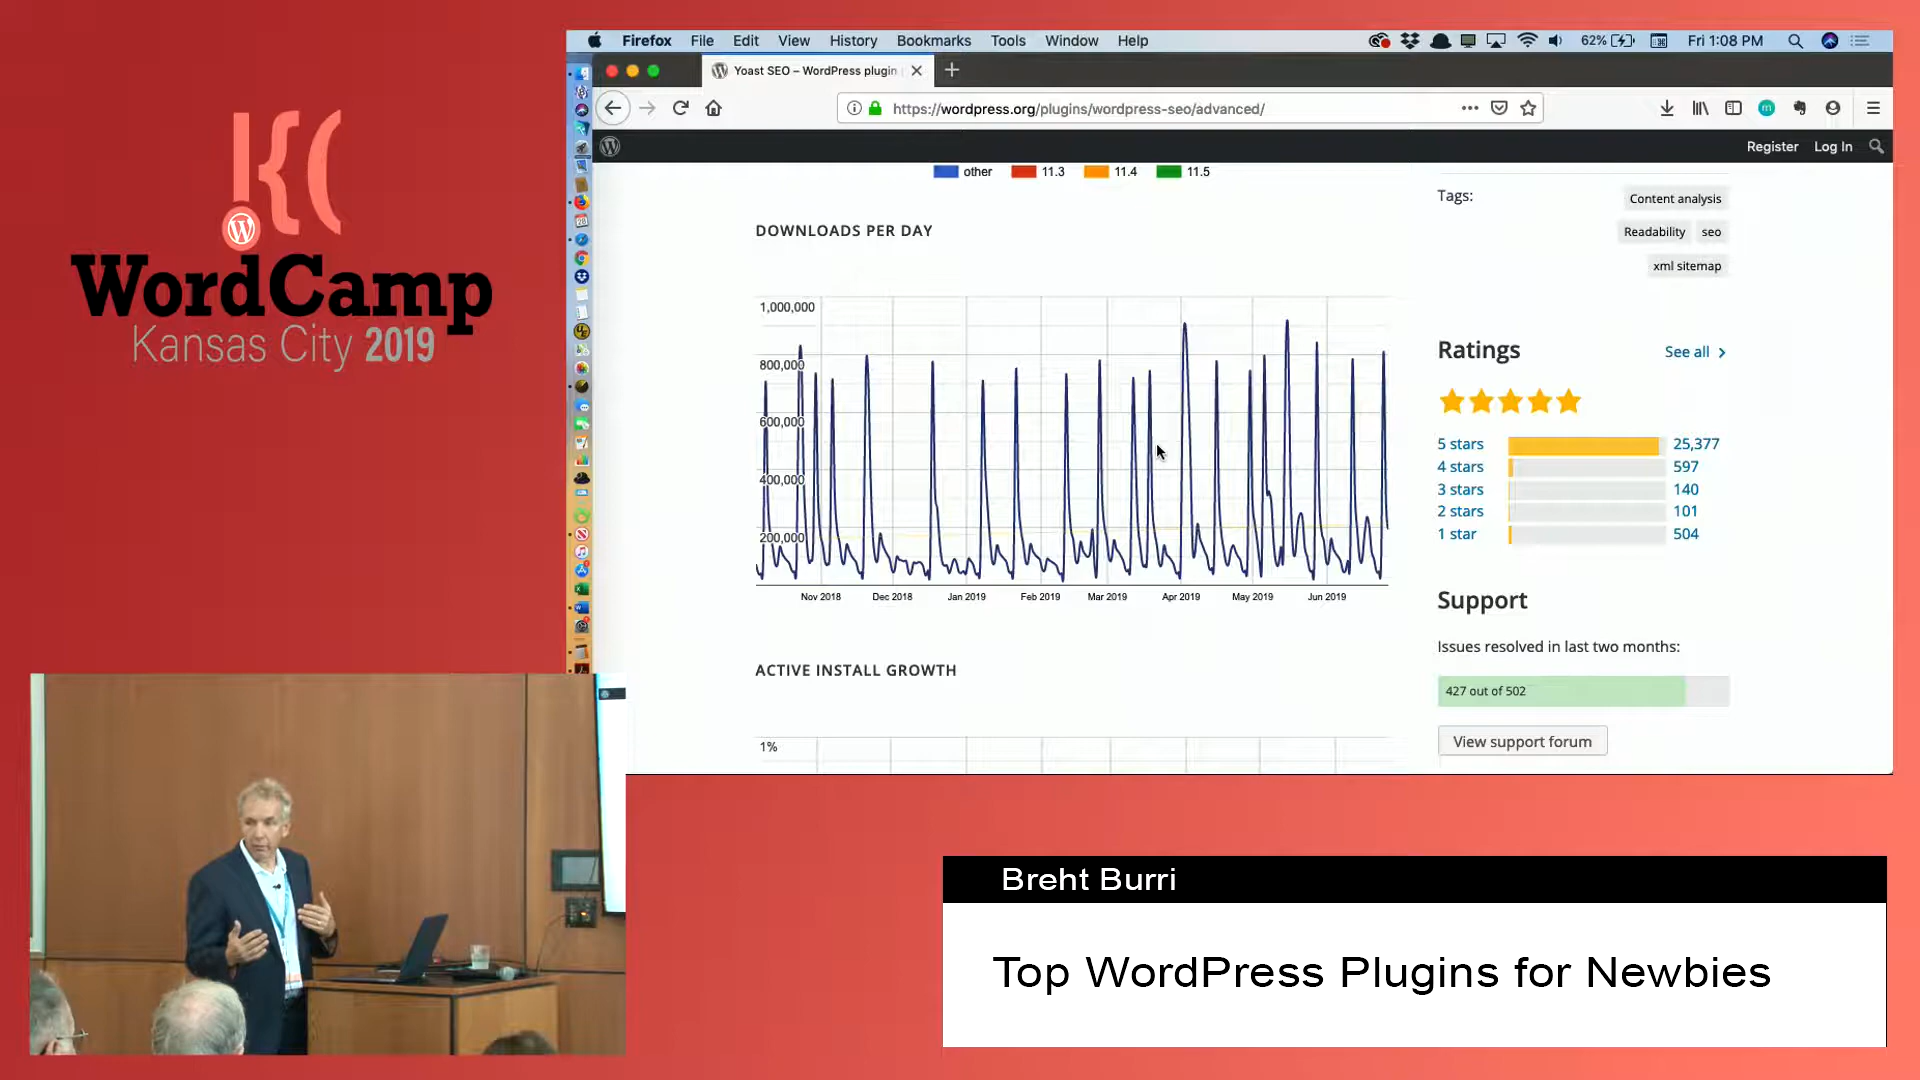 K(
WordCamp
Kansas City 2019
Firefox File Edit View History Bookmarks Tools Window Help
62% Fri 1:08 PM
Yoast SEO – WordPress plugin
https://wordpress.org/plugins/wordpress-seo/advanced/
Register Log In
other 11.3 11.4 11.5
DOWNLOADS PER DAY
1,000,000
800,000
600,000
400,000
200,000
Nov 2018 Dec 2018 Jan 2019 Feb 2019 Mar 2019 Apr 2019 May 2019 Jun 2019
ACTIVE INSTALL GROWTH
1%
Tags:
Content analysis
Readability seo
xml sitemap
Ratings
See all
5 stars 25,377
4 stars 597
3 stars 140
2 stars 101
1 star 504
Support
Issues resolved in last two months:
427 out of 502
View support forum
Breht Burri
Top WordPress Plugins for Newbies